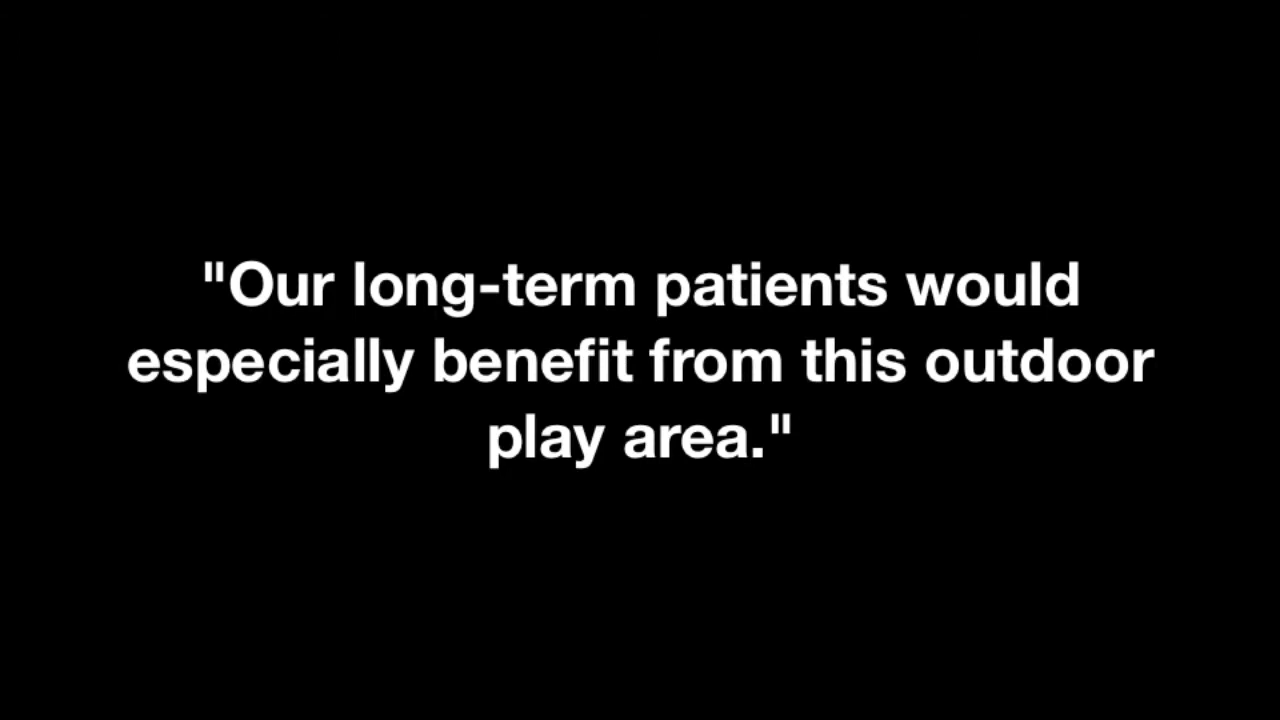 "Our long-term patients would
especially benefit from this outdoor
play area."